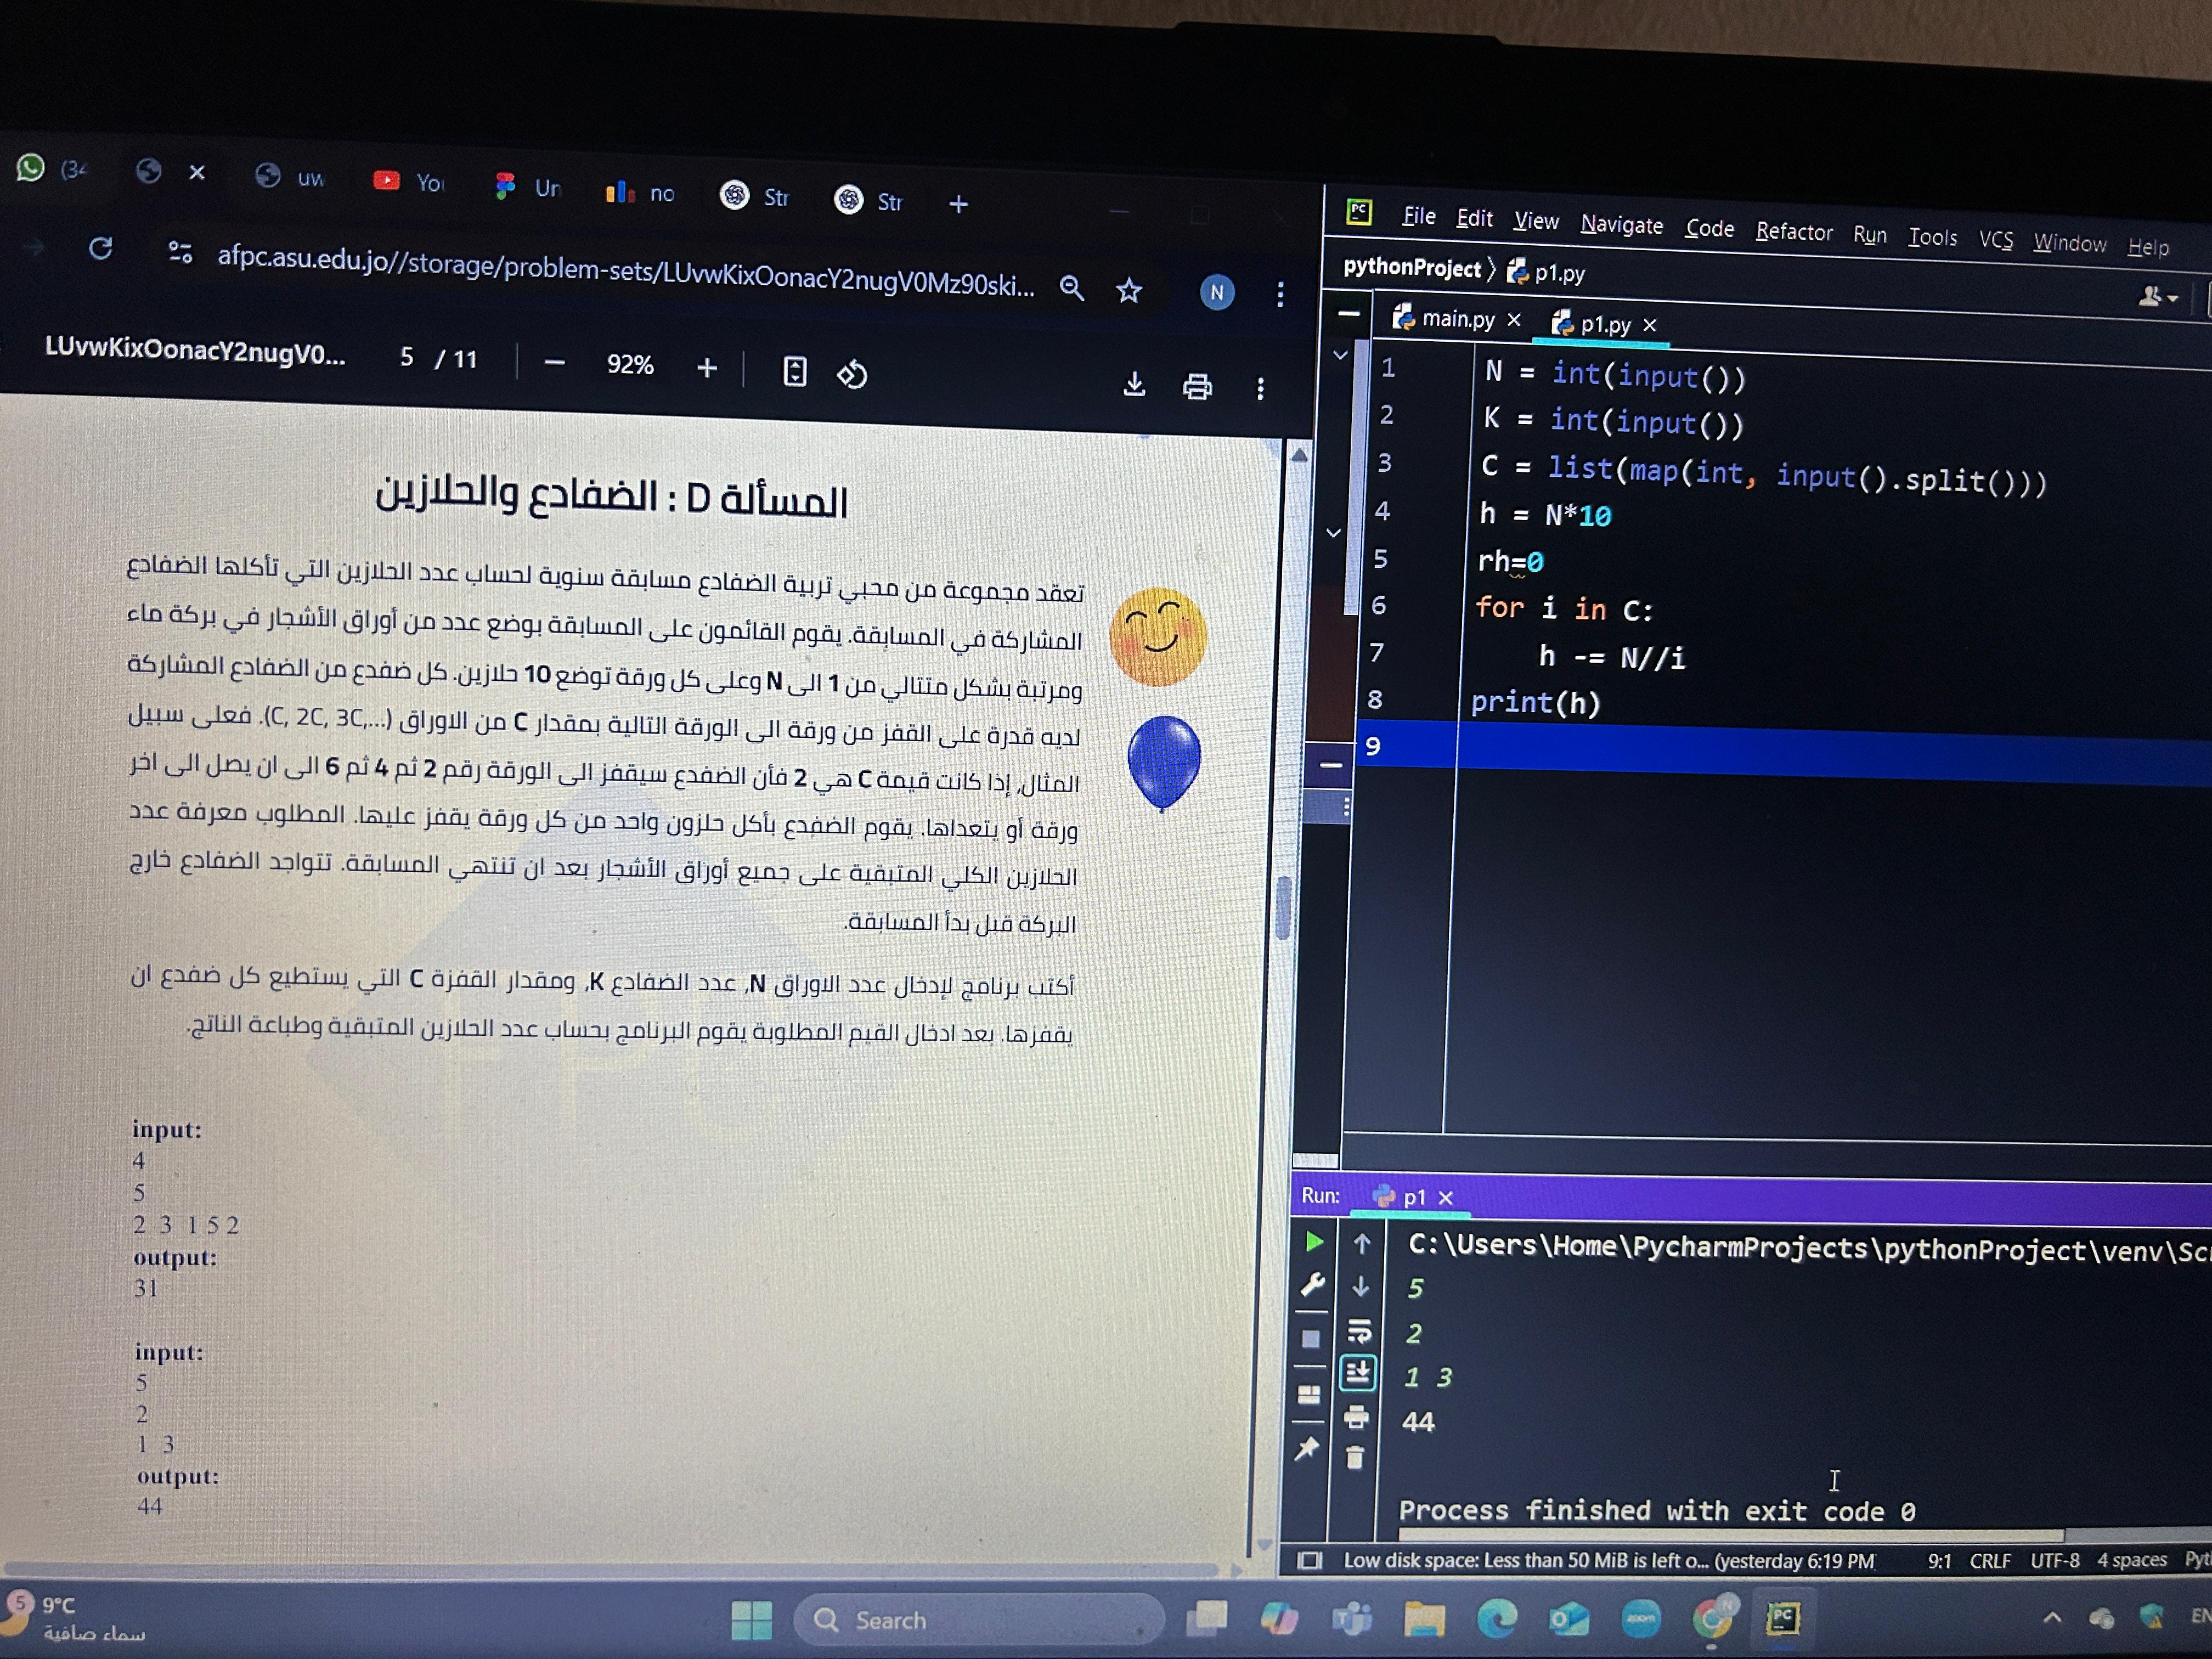 (34
uw
You
Un
no
Str
Str
afpc.asu.edu.jo//storage/problem-sets/LUvwKixOonacY2nugV0Mz90ski...
N
LUvwKixOonacY2nugV0...
5 / 11
92%
المسألة D : الضفادع والحلازين
تعقد مجموعة من محبي تربية الضفادع مسابقة سنوية لحساب عدد الحلازين التي تأكلها الضفادع
المشاركة في المسابقة. يقوم القائمون على المسابقة بوضع عدد من أوراق الأشجار في بركة ماء
ومرتبة بشكل متتالي من 1 الى N وعلى كل ورقة توضع 10 حلازين. كل ضفدع من الضفادع المشاركة
لديه قدرة على القفز من ورقة الى الورقة التالية بمقدار C من الاوراق (C, 2C, 3C,...). فعلى سبيل
المثال, إذا كانت قيمة C هي 2 فأن الضفدع سيقفز الى الورقة رقم 2 ثم 4 ثم 6 الى ان يصل الى اخر
ورقة أو يتعداها. يقوم الضفدع بأكل حلزون واحد من كل ورقة يقفز عليها. المطلوب معرفة عدد
الحلازين الكلي المتبقية على جميع أوراق الأشجار بعد ان تنتهي المسابقة. تتواجد الضفادع خارج
البركة قبل بدأ المسابقة.
أكتب برنامج لإدخال عدد الاوراق N, عدد الضفادع K, ومقدار القفزة C التي يستطيع كل ضفدع ان
يقفزها. بعد ادخال القيم المطلوبة يقوم البرنامج بحساب عدد الحلازين المتبقية وطباعة الناتج.
input:
4
5
2 3 1 5 2
output:
31
input:
5
2
1 3
output:
44
PC
File Edit View Navigate Code Refactor Run Tools VCS Window Help
pythonProject p1.py
main.py p1.py
1 N = int(input())
2 K = int(input())
3 C = list(map(int, input().split()))
4 h = N*10
5 rh=0
6 for i in C:
7 h -= N//i
8 print(h)
9
Run: p1
C:\Users\Home\PycharmProjects\pythonProject\venv\Sc
5
2
1 3
44
Process finished with exit code 0
Low disk space: Less than 50 MiB is left o... (yesterday 6:19 PM 9:1 CRLF UTF-8 4 spaces
5
9°C
سماء صافية
Search
zoom
PC
EN